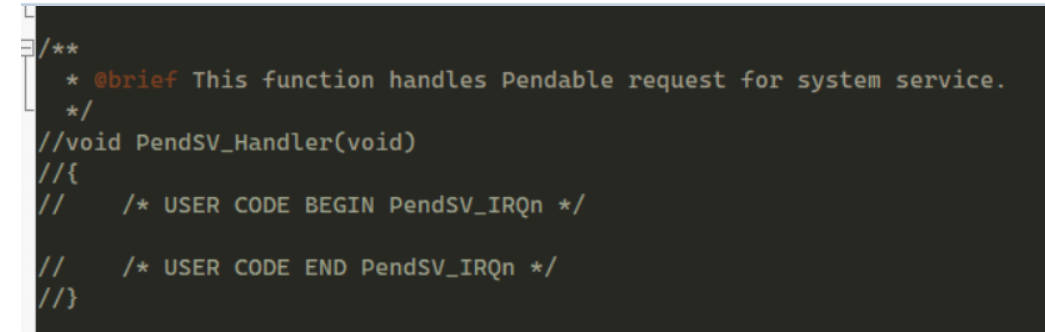 /**
  * @brief This function handles Pendable request for system service.
  */
//void PendSV_Handler(void)
//{
//    /* USER CODE BEGIN PendSV_IRQn */
//    /* USER CODE END PendSV_IRQn */
//}